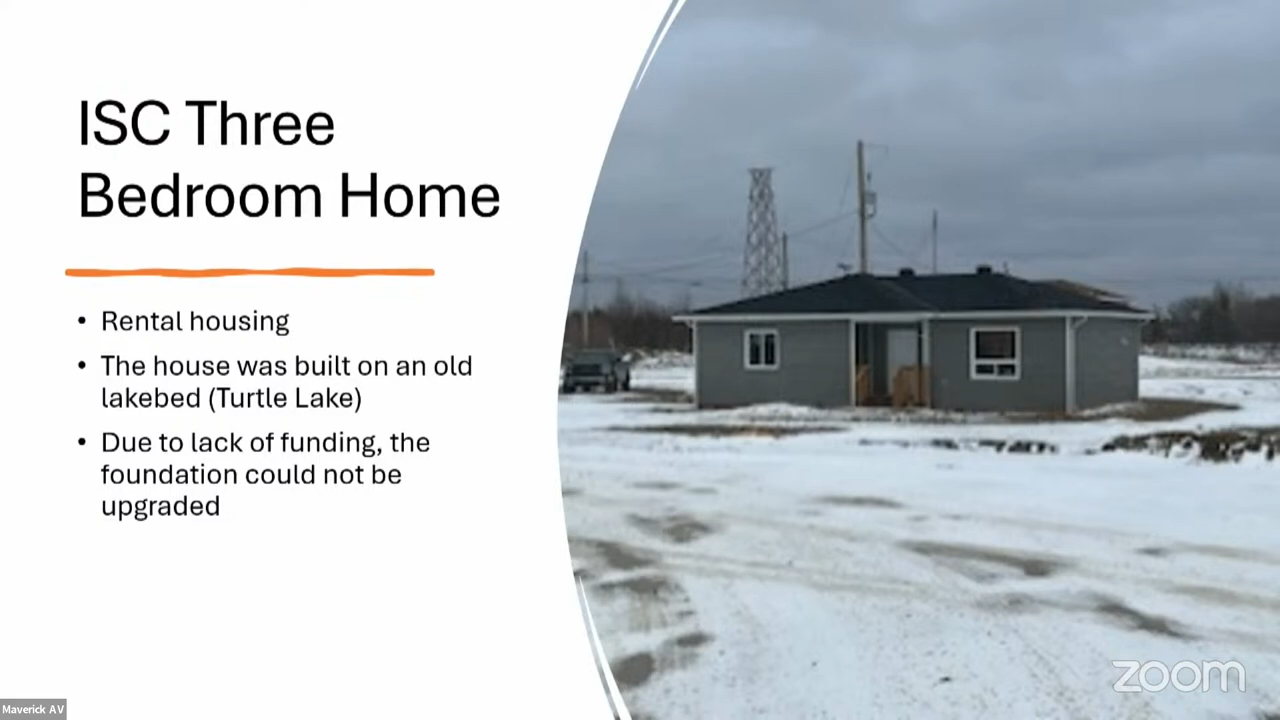 ISC Three
Bedroom Home
• Rental housing
• The house was built on an old
lakebed (Turtle Lake)
• Due to lack of funding, the
foundation could not be
upgraded
zoom
Maverick AV